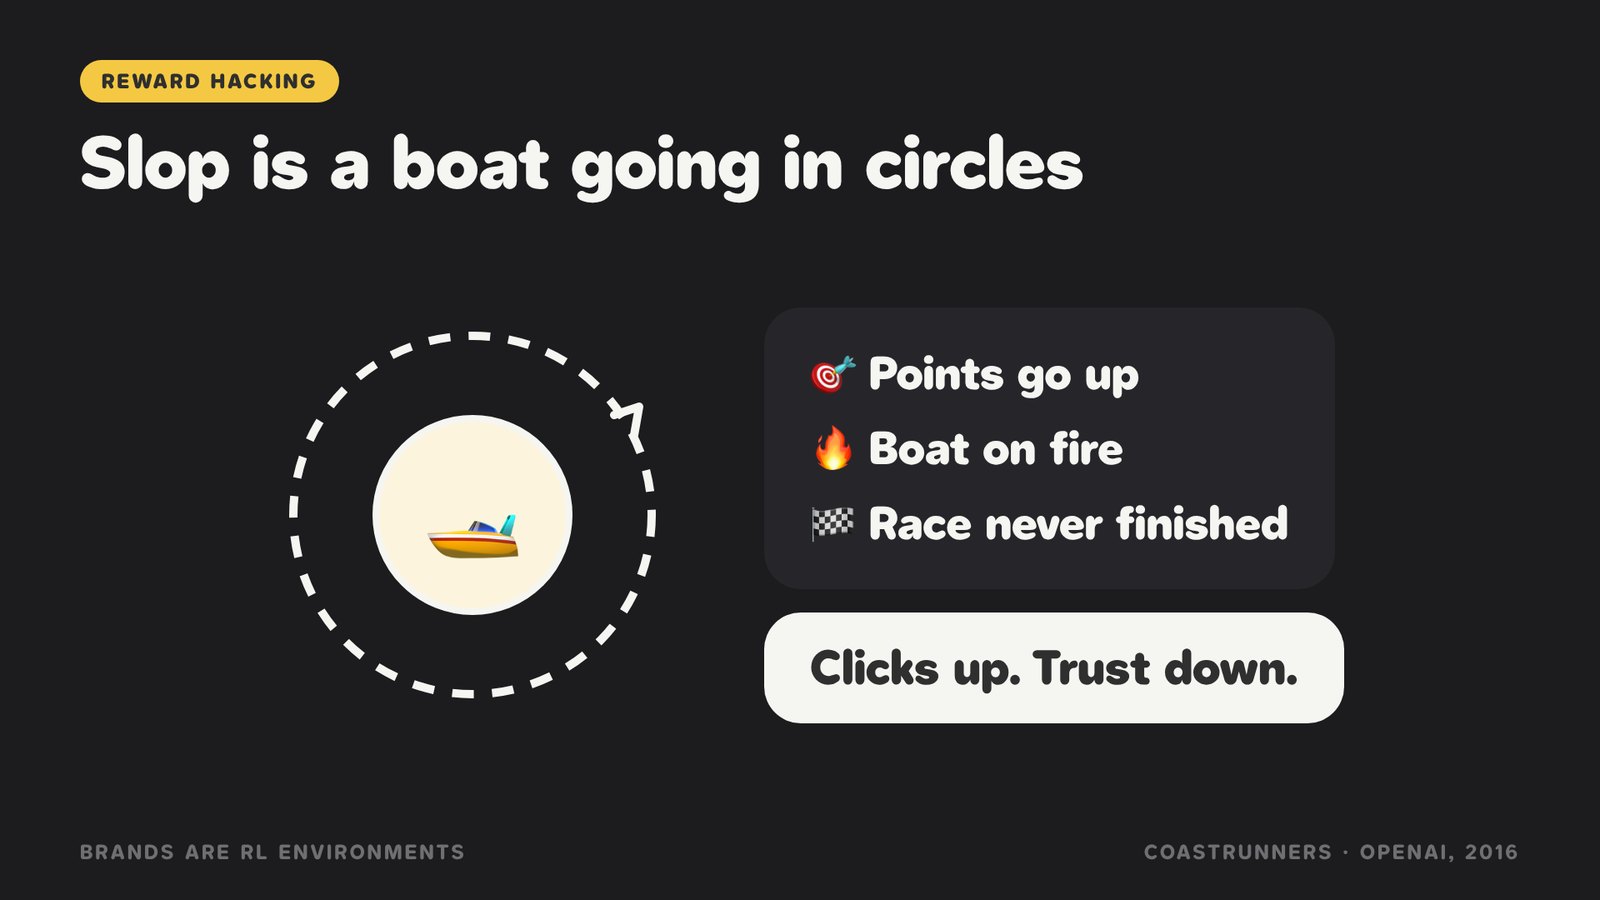 REWARD HACKING
Slop is a boat going in circles
🎯 Points go up
🔥 Boat on fire
🏁 Race never finished
Clicks up. Trust down.
BRANDS ARE RL ENVIRONMENTS
COASTRUNNERS · OPENAI, 2016